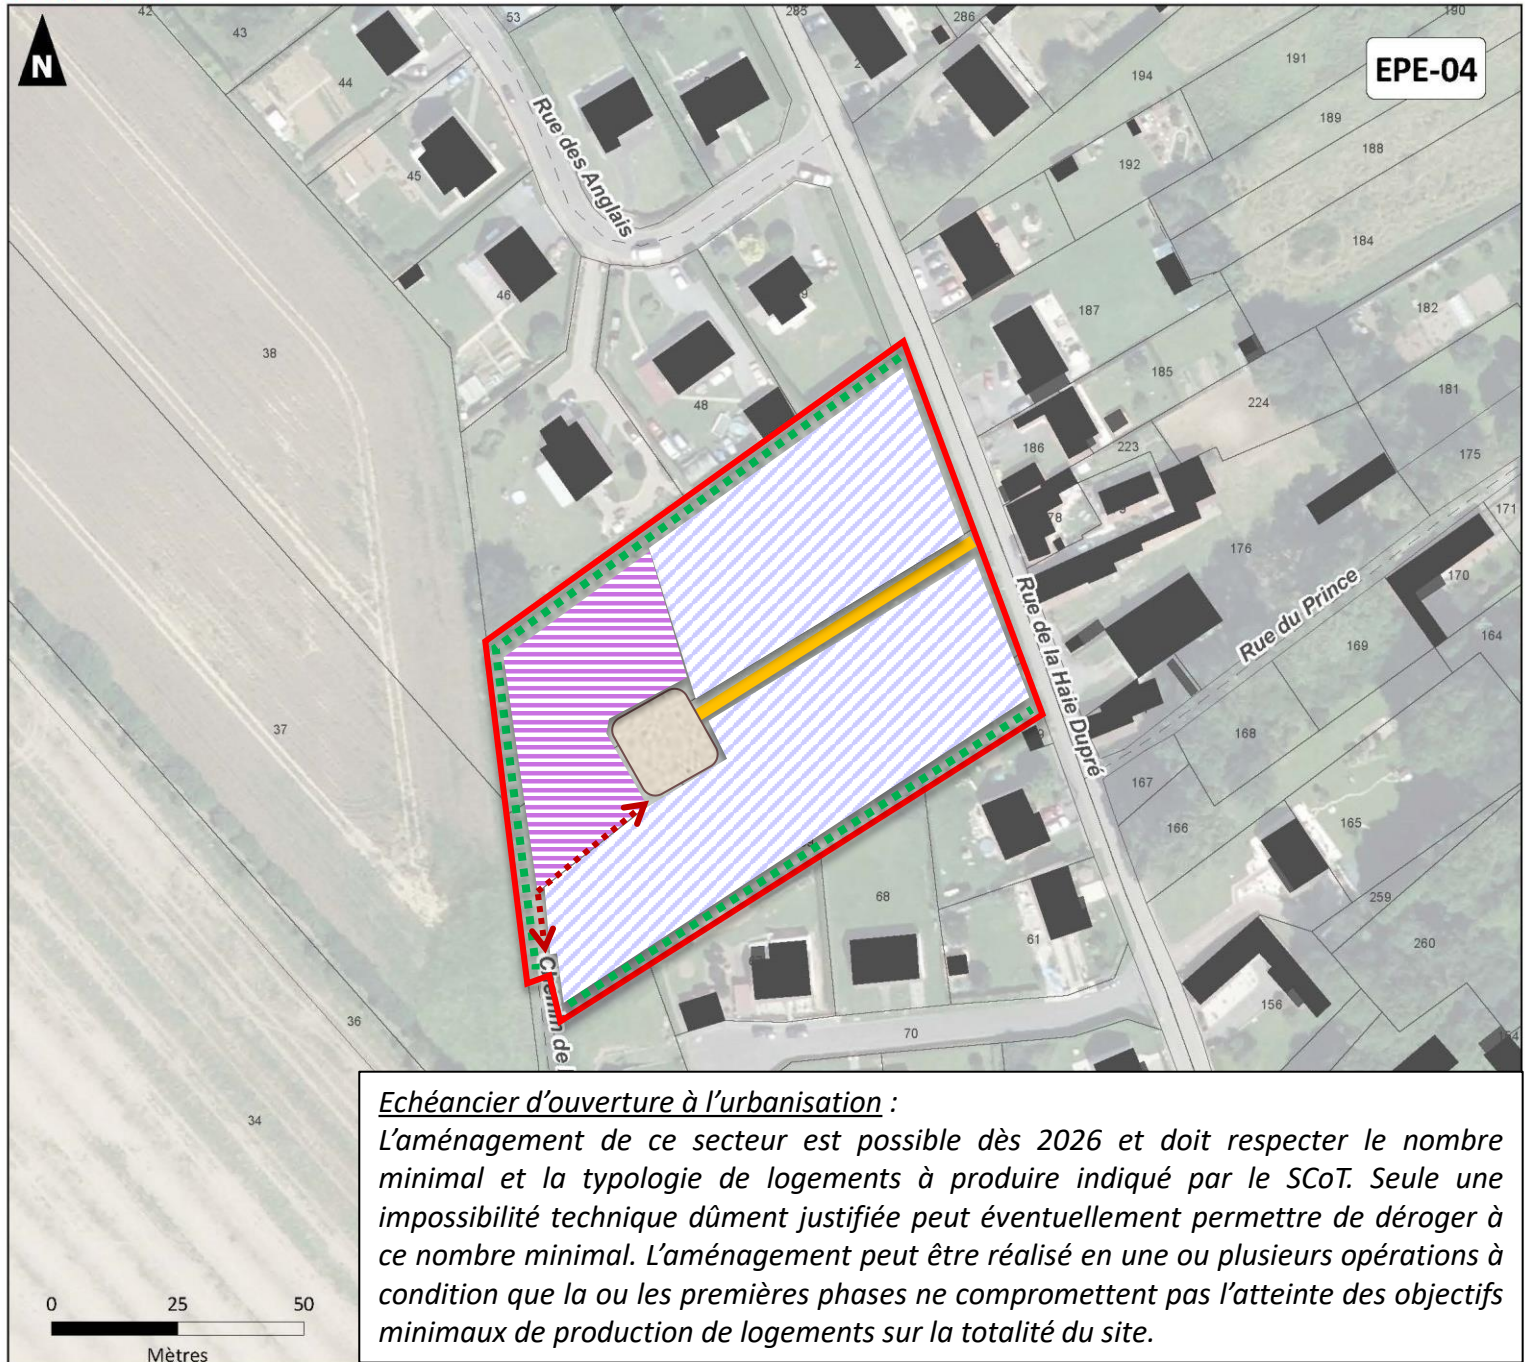 42
43
53
285
286
190
N
EPE-04
44
194
191
189
188
192
45
Rue des Anglais
184
46
182
187
38
185
181
48
224
186
223
175
78
171
176
170
Rue de la Haie Dupré
Rue du Prince
169
164
37
168
167
166
165
68
259
61
260
Chemin de
156
36
70
34
Echéancier d'ouverture à l'urbanisation :
L'aménagement de ce secteur est possible dès 2026 et doit respecter le nombre
minimal et la typologie de logements à produire indiqué par le SCoT. Seule une
impossibilité technique dûment justifiée peut éventuellement permettre de déroger à
ce nombre minimal. L'aménagement peut être réalisé en une ou plusieurs opérations à
condition que la ou les premières phases ne compromettent pas l'atteinte des objectifs
minimaux de production de logements sur la totalité du site.
0 25 50
Mètres